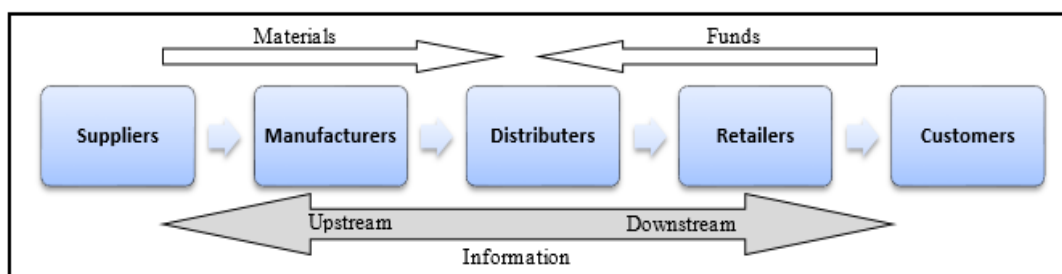 Materials Funds
Suppliers Manufacturers Distributers Retailers Customers
Upstream Downstream
Information